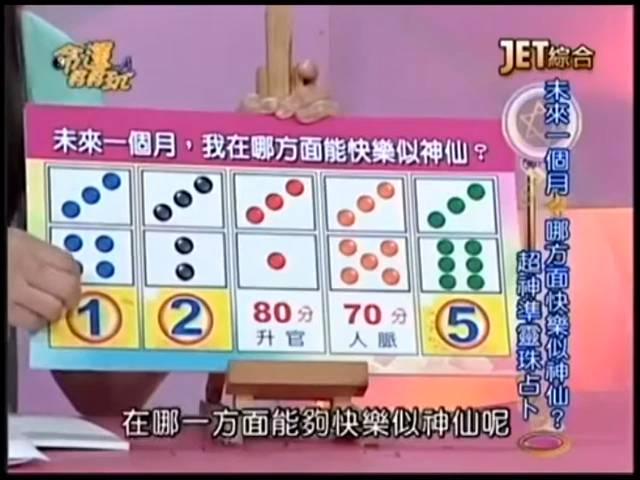 命運好好玩
JET綜合
未來一個月，我在哪方面能快樂似神仙？
1
2
80分
升官
70分
人脈
5
未來一個月，哪方面快樂似神仙？
超神準靈珠占卜
在哪一方面能夠快樂似神仙呢